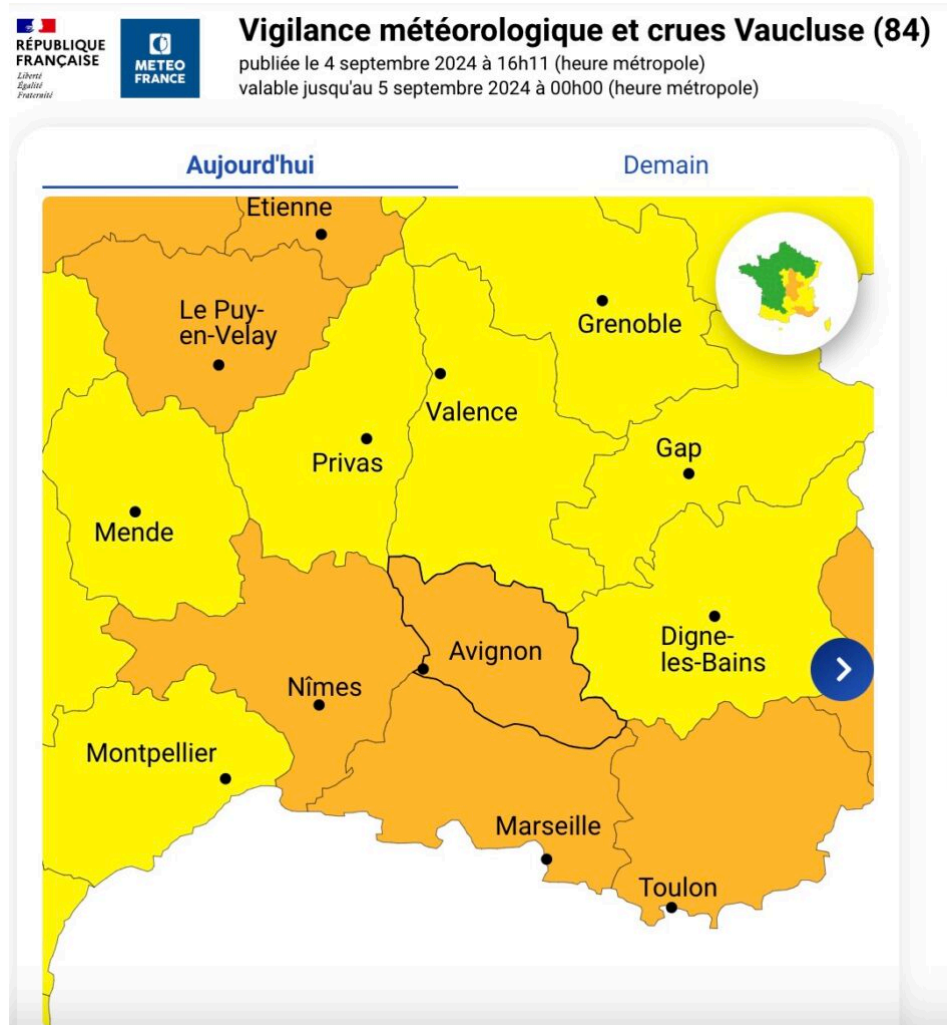 RÉPUBLIQUE
FRANÇAISE
Liberté
Égalité
Fraternité
METEO
FRANCE
Vigilance météorologique et crues Vaucluse (84)
publiée le 4 septembre 2024 à 16h11 (heure métropole)
valable jusqu'au 5 septembre 2024 à 00h00 (heure métropole)
Aujourd'hui
Demain
Etienne
Le Puy-
en-Velay
Grenoble
Valence
Privas
Gap
Mende
Avignon
Digne-
les-Bains
Nîmes
Montpellier
Marseille
Toulon